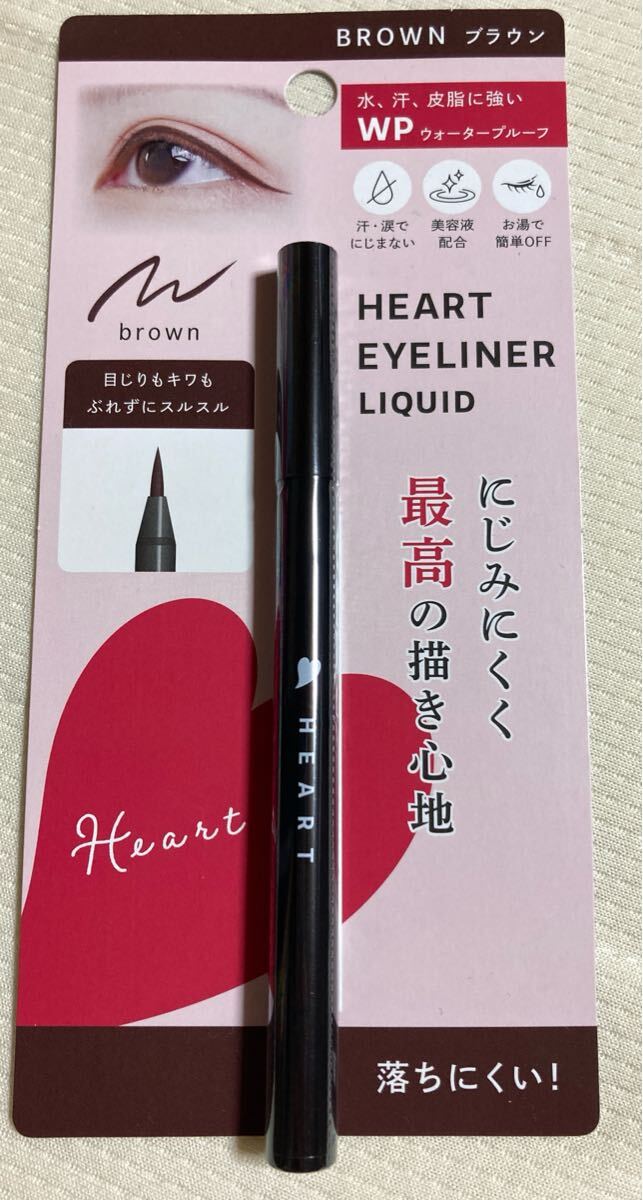 BROWN ブラウン
水、汗、皮脂に強い
WP ウォータープルーフ
汗・涙で
にじまない
美容液
配合
お湯で
簡単OFF
brown
HEART
EYELINER
LIQUID
目じりもキワも
ぶれずにスルスル
にじみにくく
最高の描き心地
HEART
Heart
落ちにくい!